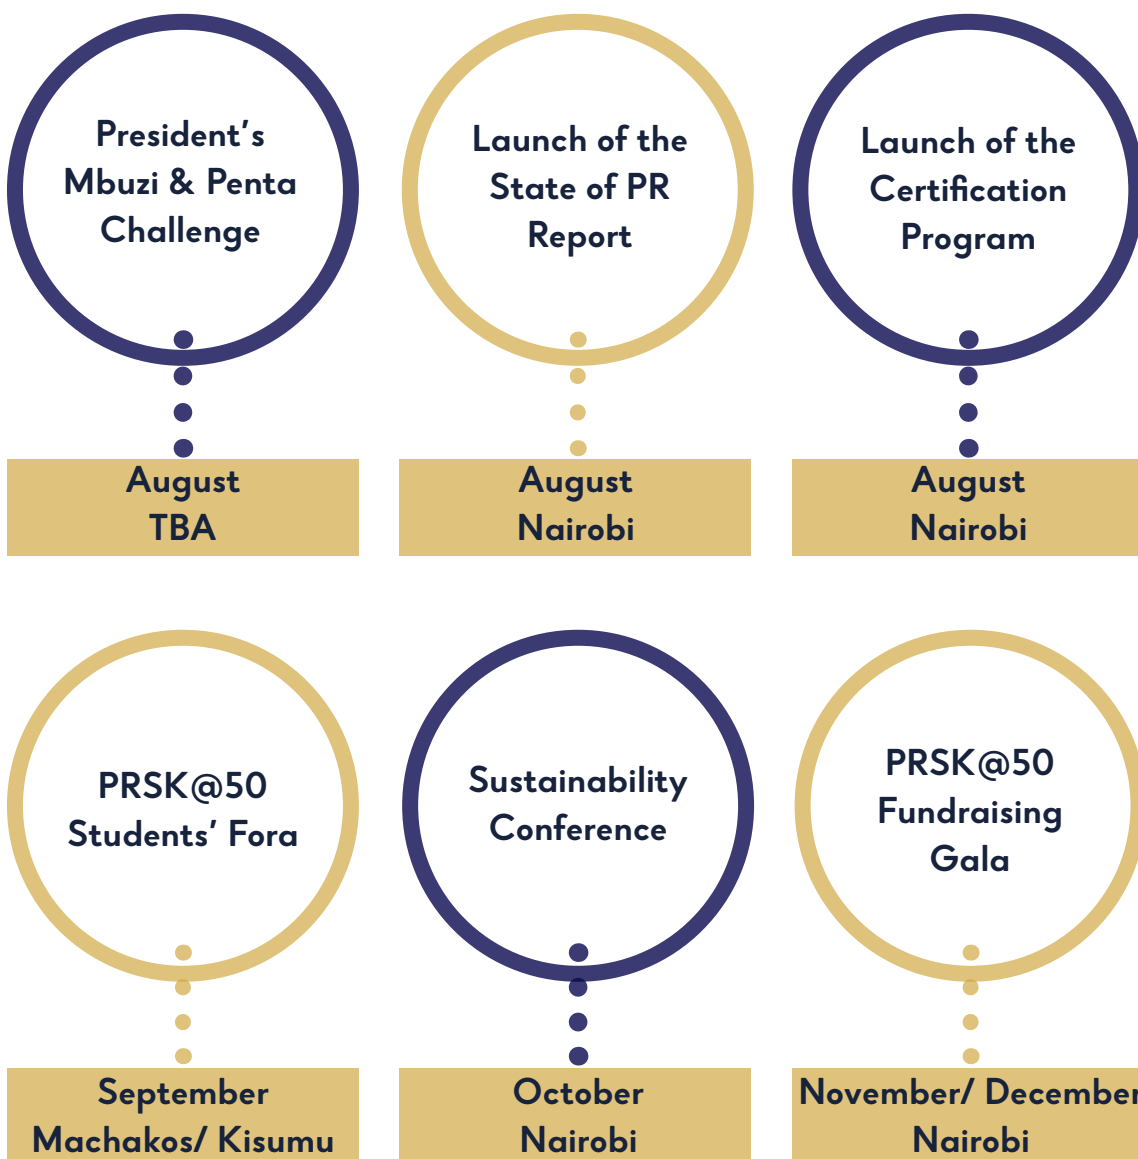 President's
Mbuzi & Penta
Challenge
August
TBA
Launch of the
State of PR
Report
August
Nairobi
Launch of the
Certification
Program
August
Nairobi
PRSK@50
Students' Fora
September
Machakos/ Kisumu
Sustainability
Conference
October
Nairobi
PRSK@50
Fundraising
Gala
November/ December
Nairobi